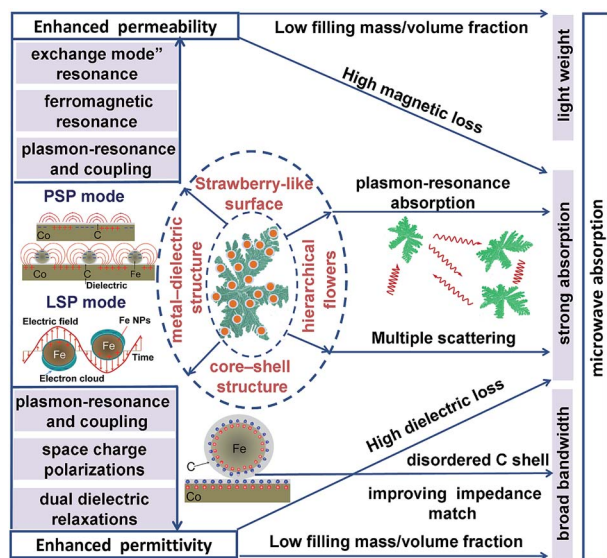 Enhanced permeability
exchange mode” resonance
ferromagnetic resonance
plasmon-resonance and coupling
PSP mode
Co
C
Co
C
Fe
Dielectric
LSP mode
Electric field
Fe NPs
Fe
Fe
Time
Electron cloud
plasmon-resonance and coupling
space charge polarizations
dual dielectric relaxations
Enhanced permittivity
Strawberry-like surface
metal–dielectric structure
hierarchical flowers
core–shell structure
Fe
C
Co
Low filling mass/volume fraction
High magnetic loss
plasmon-resonance absorption
Multiple scattering
High dielectric loss
disordered C shell
improving impedance match
Low filling mass/volume fraction
light weight
strong absorption
broad bandwidth
microwave absorption